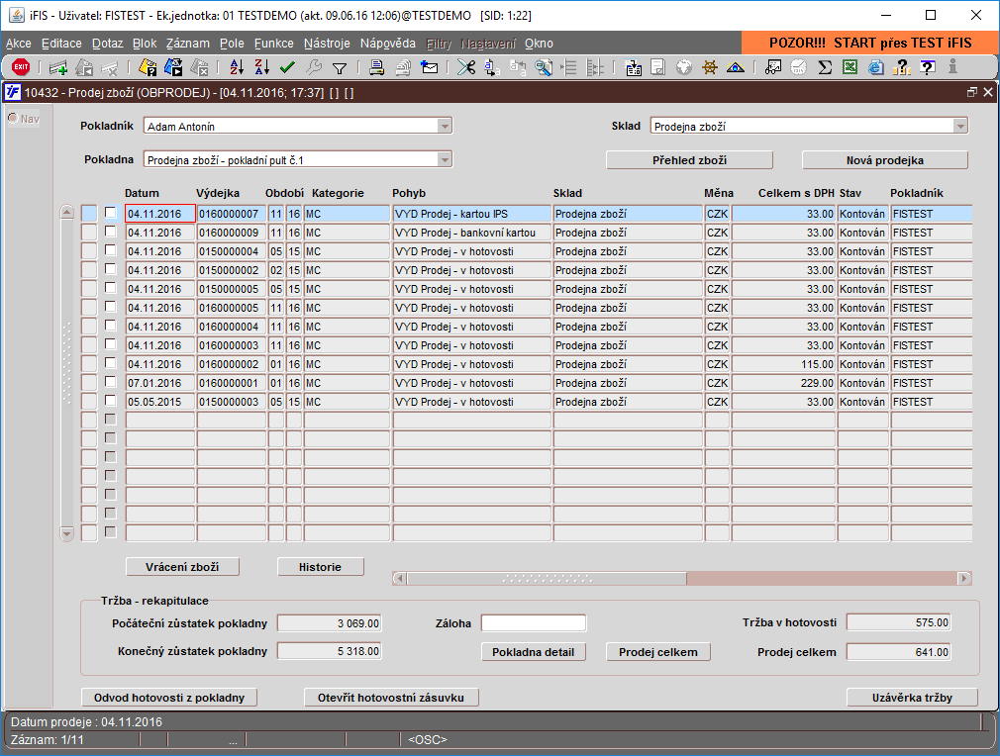 iFIS - Uživatel: FISTEST - Ek.jednotka: 01 TESTDEMO (akt. 09.06.16 12:06)@TESTDEMO [SID: 1:22]
Akce Editace Dotaz Blok Záznam Pole Funkce Nástroje Nápověda Filtry Nastavení Okno POZOR!!! START přes TEST iFIS
EXIT
10432 - Prodej zboží (OBPRODEJ) - [04.11.2016; 17:37] [ ] [ ]
Nav
Pokladník Adam Antonín Sklad Prodejna zboží
Pokladna Prodejna zboží - pokladní pult č.1 Přehled zboží Nová prodejka
Datum Výdejka Období Kategorie Pohyb Sklad Měna Celkem s DPH Stav Pokladník
04.11.2016 0160000007 11 16 MC VYD Prodej - kartou IPS Prodejna zboží CZK 33.00 Kontován FISTEST
04.11.2016 0160000009 11 16 MC VYD Prodej - bankovní kartou Prodejna zboží CZK 33.00 Kontován FISTEST
04.11.2016 0150000004 05 15 MC VYD Prodej - v hotovosti Prodejna zboží CZK 33.00 Kontován FISTEST
04.11.2016 0150000002 02 15 MC VYD Prodej - v hotovosti Prodejna zboží CZK 33.00 Kontován FISTEST
04.11.2016 0150000005 05 15 MC VYD Prodej - v hotovosti Prodejna zboží CZK 33.00 Kontován FISTEST
04.11.2016 0160000005 11 16 MC VYD Prodej - v hotovosti Prodejna zboží CZK 33.00 Kontován FISTEST
04.11.2016 0160000004 11 16 MC VYD Prodej - v hotovosti Prodejna zboží CZK 33.00 Kontován FISTEST
04.11.2016 0160000003 11 16 MC VYD Prodej - v hotovosti Prodejna zboží CZK 33.00 Kontován FISTEST
04.11.2016 0160000002 01 16 MC VYD Prodej - v hotovosti Prodejna zboží CZK 115.00 Kontován FISTEST
07.01.2016 0160000001 01 16 MC VYD Prodej - v hotovosti Prodejna zboží CZK 229.00 Kontován FISTEST
05.05.2015 0150000003 05 15 MC VYD Prodej - v hotovosti Prodejna zboží CZK 33.00 Kontován FISTEST
Vrácení zboží Historie
Tržba - rekapitulace
Počáteční zůstatek pokladny 3 069.00 Záloha Tržba v hotovosti 575.00
Konečný zůstatek pokladny 5 318.00 Pokladna detail Prodej celkem Prodej celkem 641.00
Odvod hotovosti z pokladny Otevřít hotovostní zásuvku Uzávěrka tržby
Datum prodeje : 04.11.2016
Záznam: 1/11 ... <OSC>